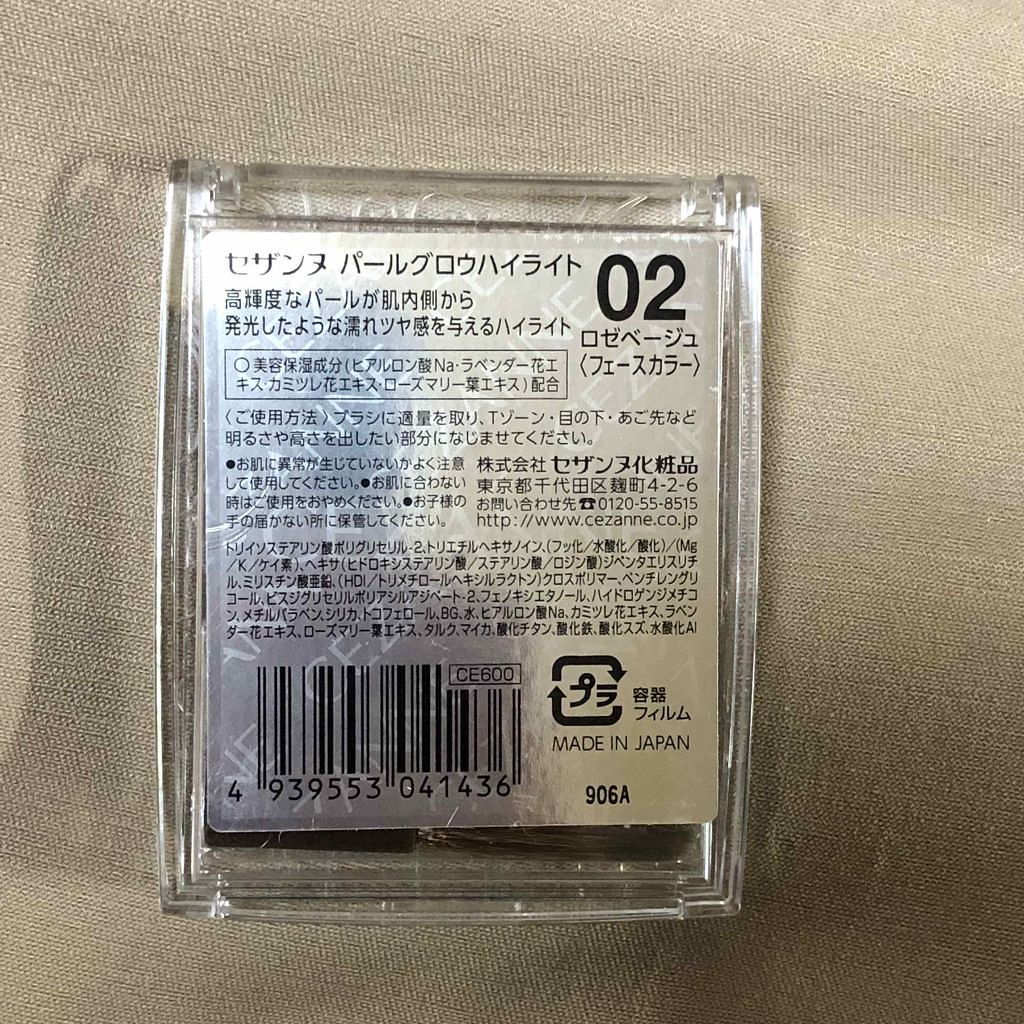 セザンヌ パールグロウハイライト
02
高輝度なパールが肌内側から
発光したような濡れツヤ感を与えるハイライト
ロゼベージュ
〈フェースカラー〉
○美容保湿成分(ヒアルロン酸Na・ラベンダー花エ
キス・カミツレ花エキス・ローズマリー葉エキス)配合
〈ご使用方法〉ブラシに適量を取り、Tゾーン・目の下・あご先など
明るさや高さを出したい部分になじませてください。
●お肌に異常が生じていないかよく注意
して使用してください。●お肌に合わない
時はご使用をおやめください。●お子様の
手の届かない所に保管してください。
株式会社 セザンヌ化粧品
東京都千代田区麹町4-2-6
お問い合わせ先☎0120-55-8515
http://www.cezanne.co.jp
トリイソステアリン酸ポリグリセリル-2、トリエチルヘキサノイン、(フッ化/水酸化/酸化)/(Mg
/K/ケイ素)、ヘキサ(ヒドロキシステアリン酸/ステアリン酸/ロジン酸)ジペンタエリスリチ
ル、ミリスチン酸亜鉛、(HDI/トリメチロールヘキシルラクトン)クロスポリマー、ペンチレングリ
コール、ビスジグリセリルポリアシルアジペート-2、フェノキシエタノール、ハイドロゲンジメチコ
ン、メチルパラベン、シリカ、トコフェロール、BG、水、ヒアルロン酸Na、カミツレ花エキス、ラベン
ダー花エキス、ローズマリー葉エキス、タルク、マイカ、酸化チタン、酸化鉄、酸化スズ、水酸化Al
CE600
4 939553 041436
プラ
容器
フィルム
MADE IN JAPAN
906A